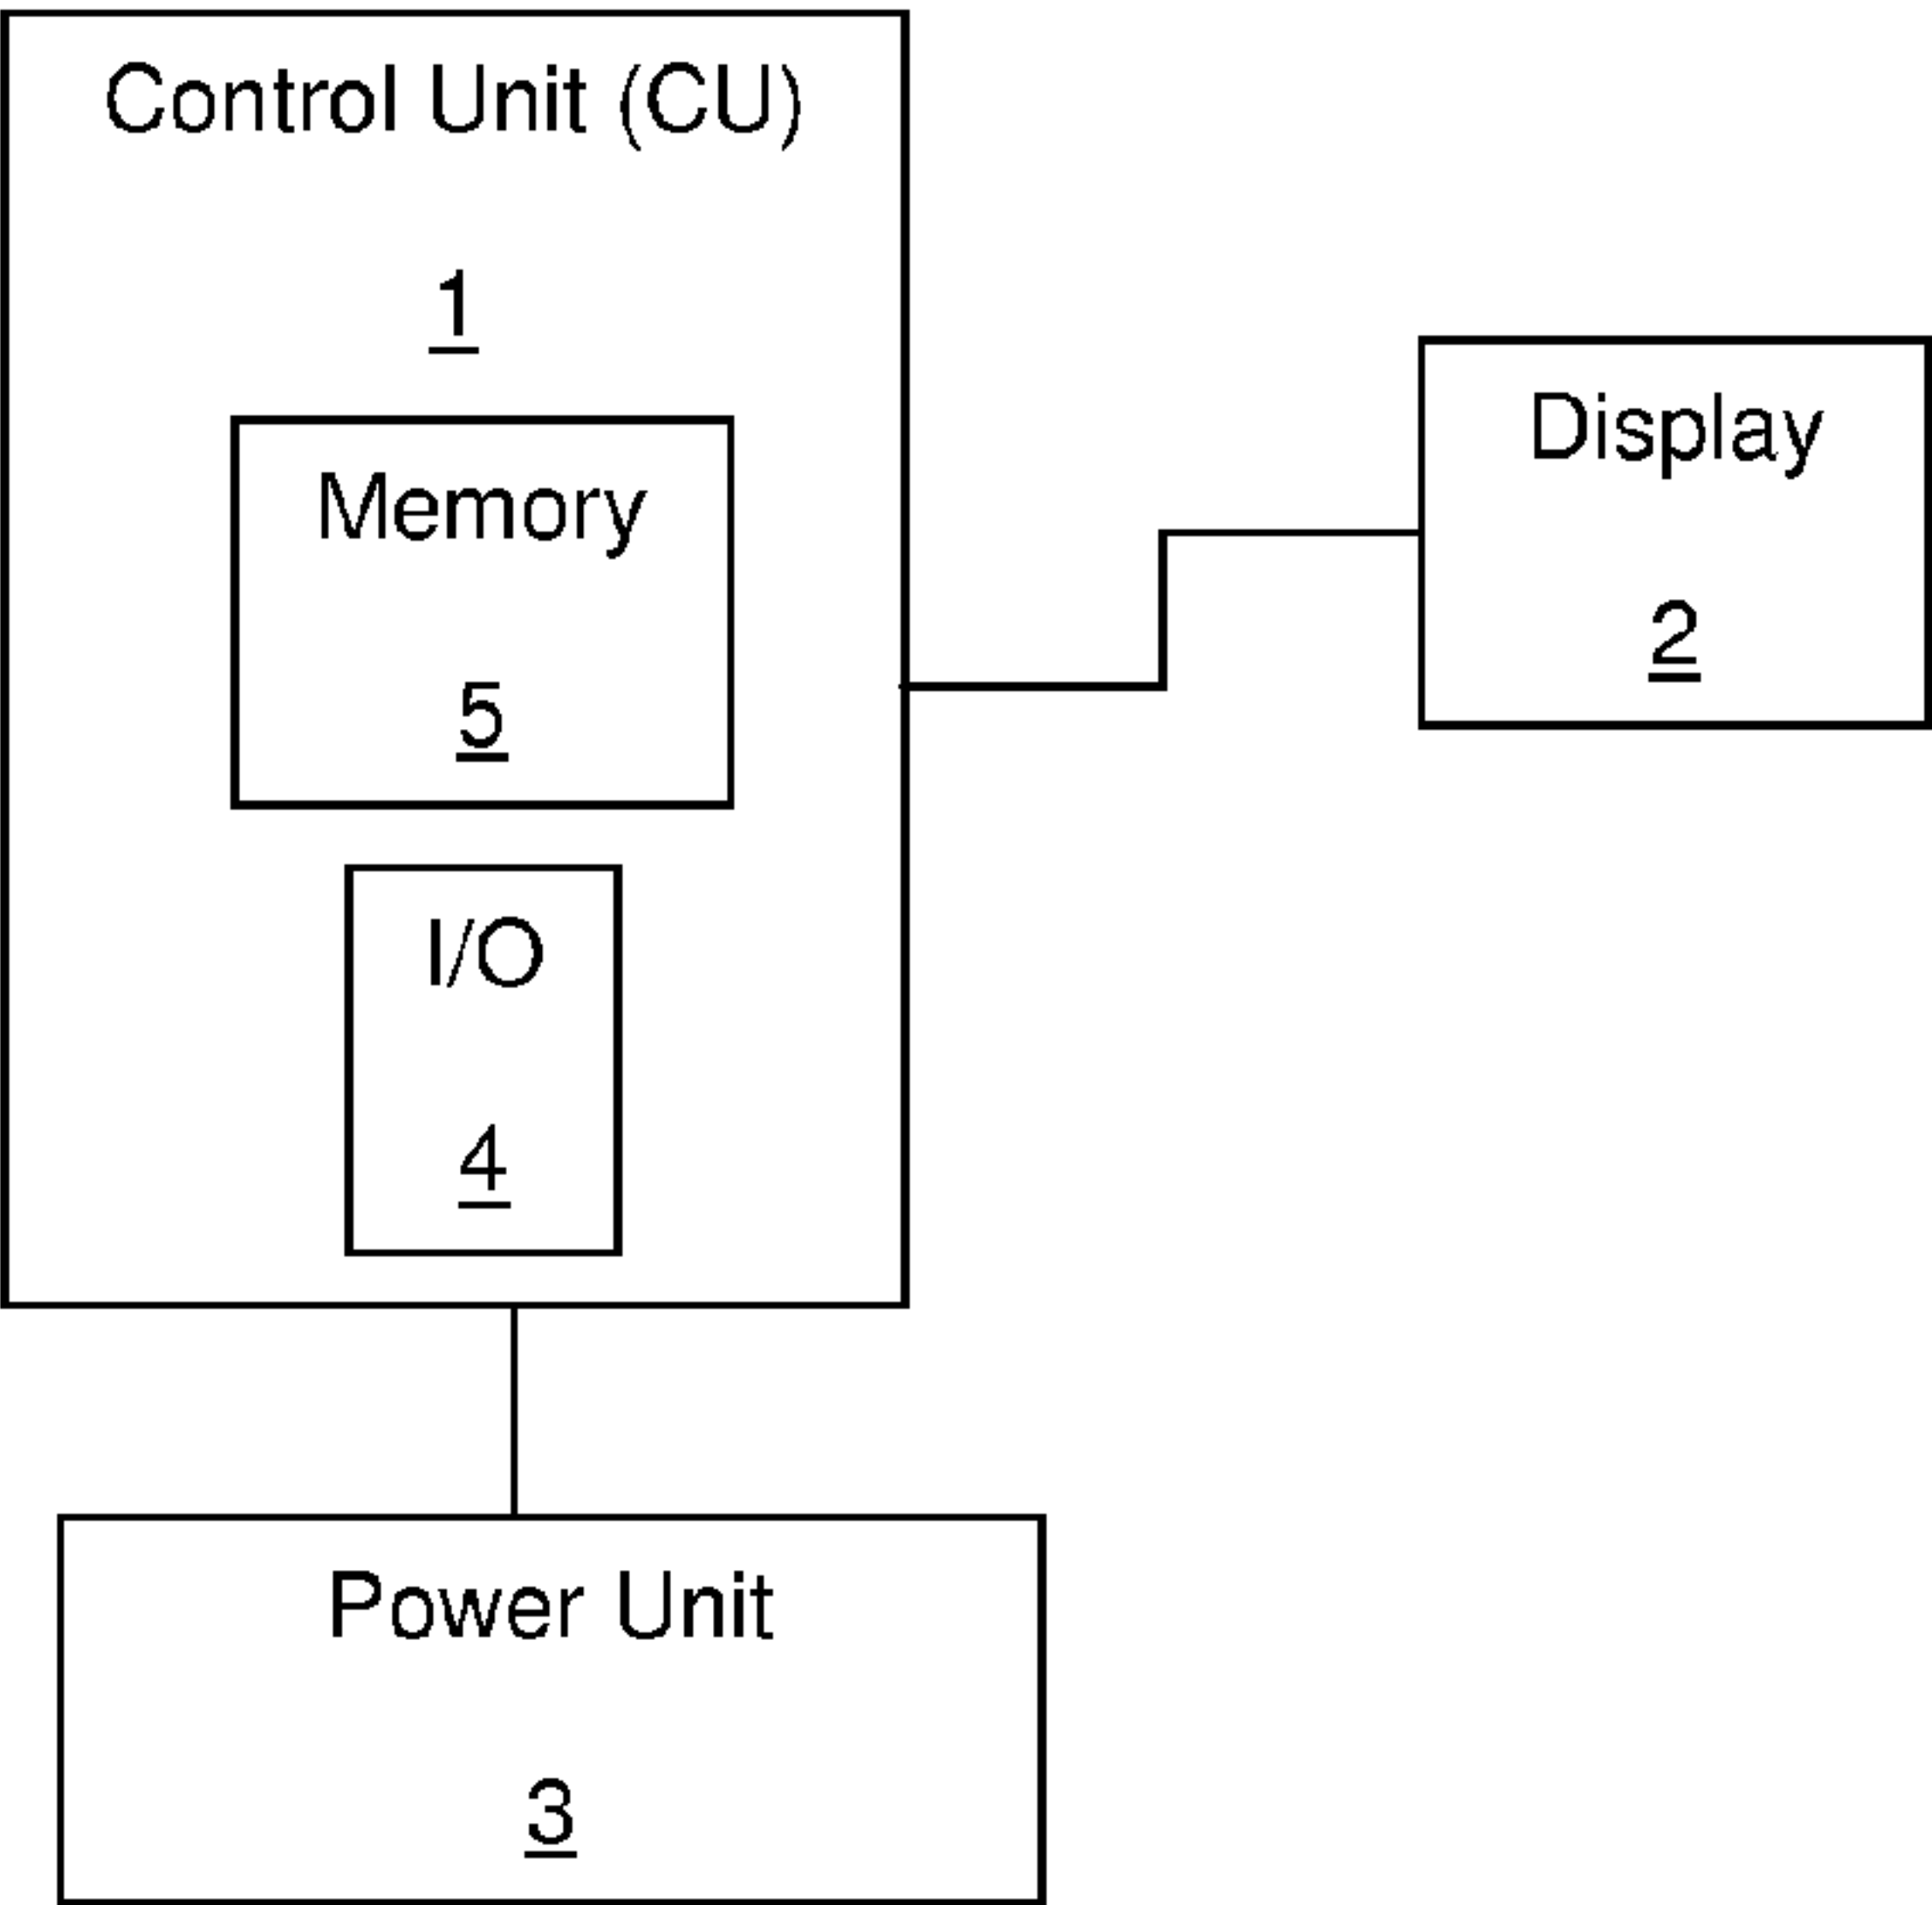 Control Unit (CU)
1
Memory
5
I/O
4
Display
2
Power Unit
3